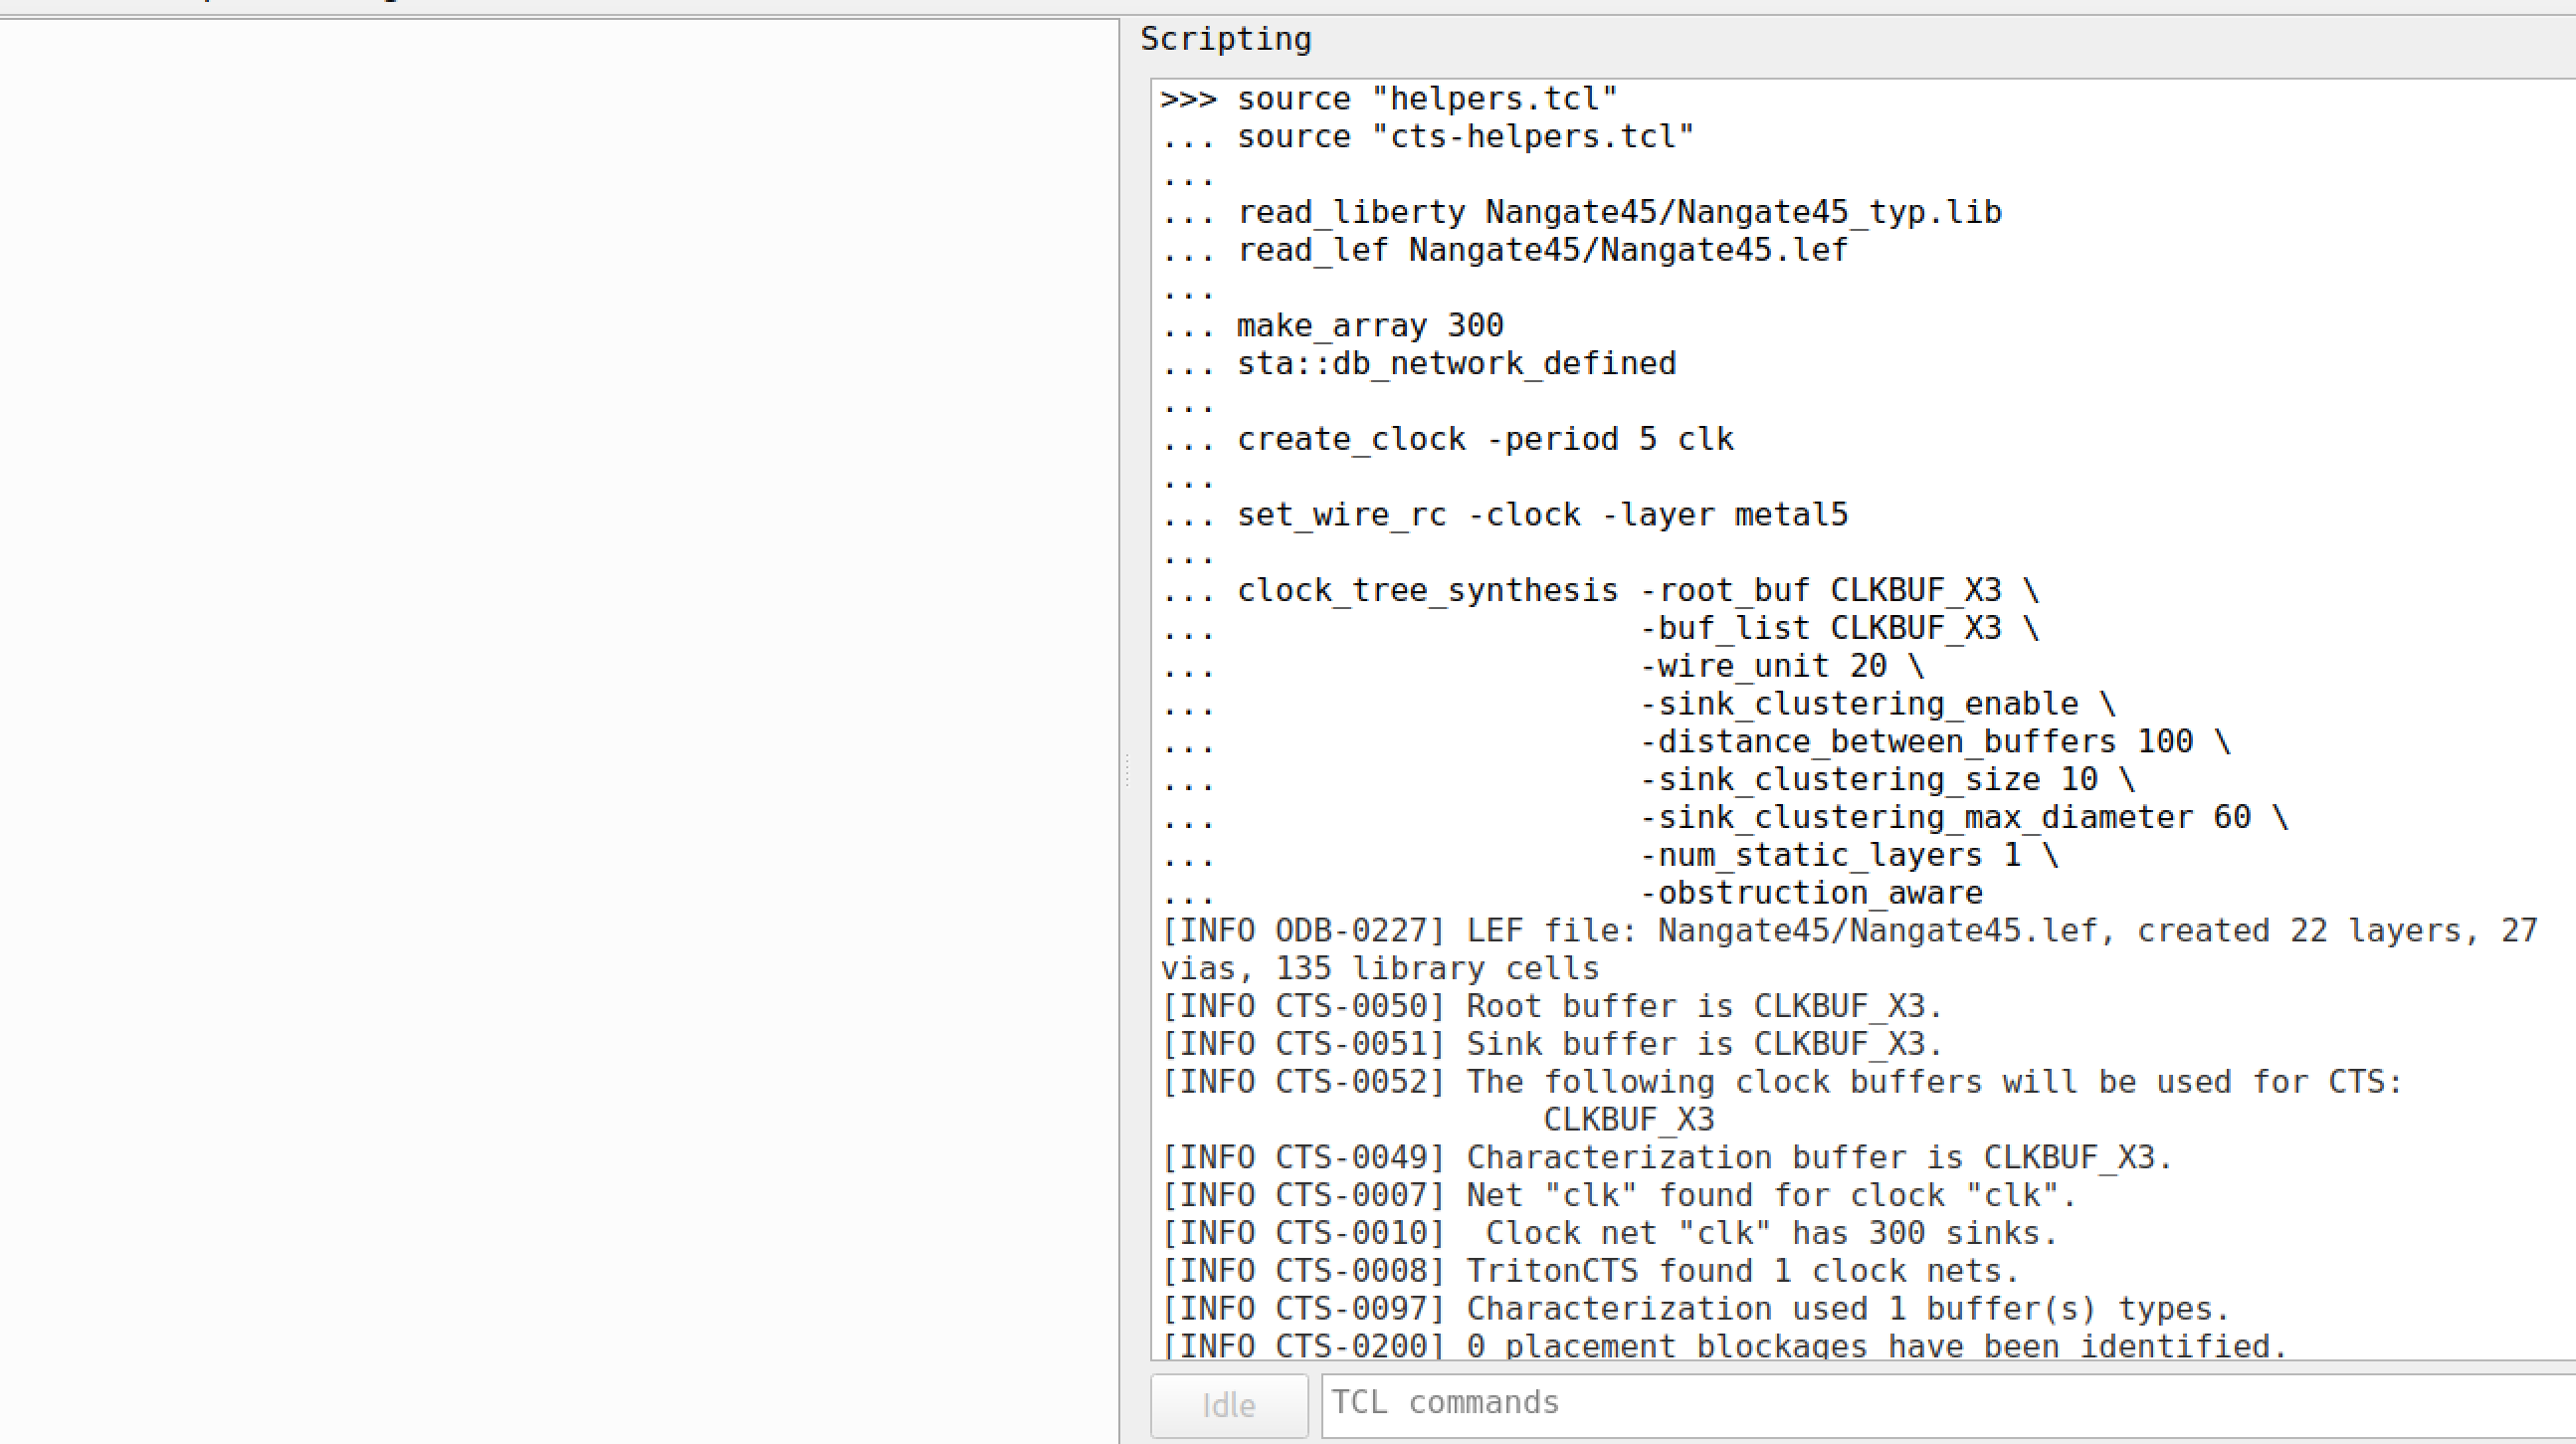 Scripting
>>> source "helpers.tcl"
... source "cts-helpers.tcl"
...
... read_liberty Nangate45/Nangate45_typ.lib
... read_lef Nangate45/Nangate45.lef
...
... make_array 300
... sta::db_network_defined
...
... create_clock -period 5 clk
...
... set_wire_rc -clock -layer metal5
...
... clock_tree_synthesis -root_buf CLKBUF_X3 \
...                      -buf_list CLKBUF_X3 \
...                      -wire_unit 20 \
...                      -sink_clustering_enable \
...                      -distance_between_buffers 100 \
...                      -sink_clustering_size 10 \
...                      -sink_clustering_max_diameter 60 \
...                      -num_static_layers 1 \
...                      -obstruction_aware
[INFO ODB-0227] LEF file: Nangate45/Nangate45.lef, created 22 layers, 27
vias, 135 library cells
[INFO CTS-0050] Root buffer is CLKBUF_X3.
[INFO CTS-0051] Sink buffer is CLKBUF_X3.
[INFO CTS-0052] The following clock buffers will be used for CTS:
                    CLKBUF_X3
[INFO CTS-0049] Characterization buffer is CLKBUF_X3.
[INFO CTS-0007] Net "clk" found for clock "clk".
[INFO CTS-0010]  Clock net "clk" has 300 sinks.
[INFO CTS-0008] TritonCTS found 1 clock nets.
[INFO CTS-0097] Characterization used 1 buffer(s) types.
[INFO CTS-0200] 0 placement blockages have been identified.
Idle
TCL commands